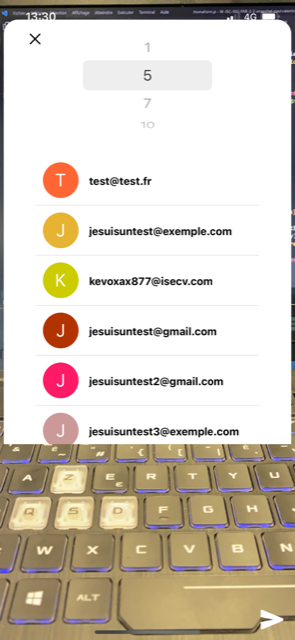 13:30
4G
1
5
7
10
T test@test.fr
J jesuisuntest@exemple.com
K kevoxax877@isecv.com
J jesuisuntest@gmail.com
J jesuisuntest2@gmail.com
J jesuisuntest3@exemple.com
A Z E R T Y U
€
Q S D F G H
W X C V B N
ALT